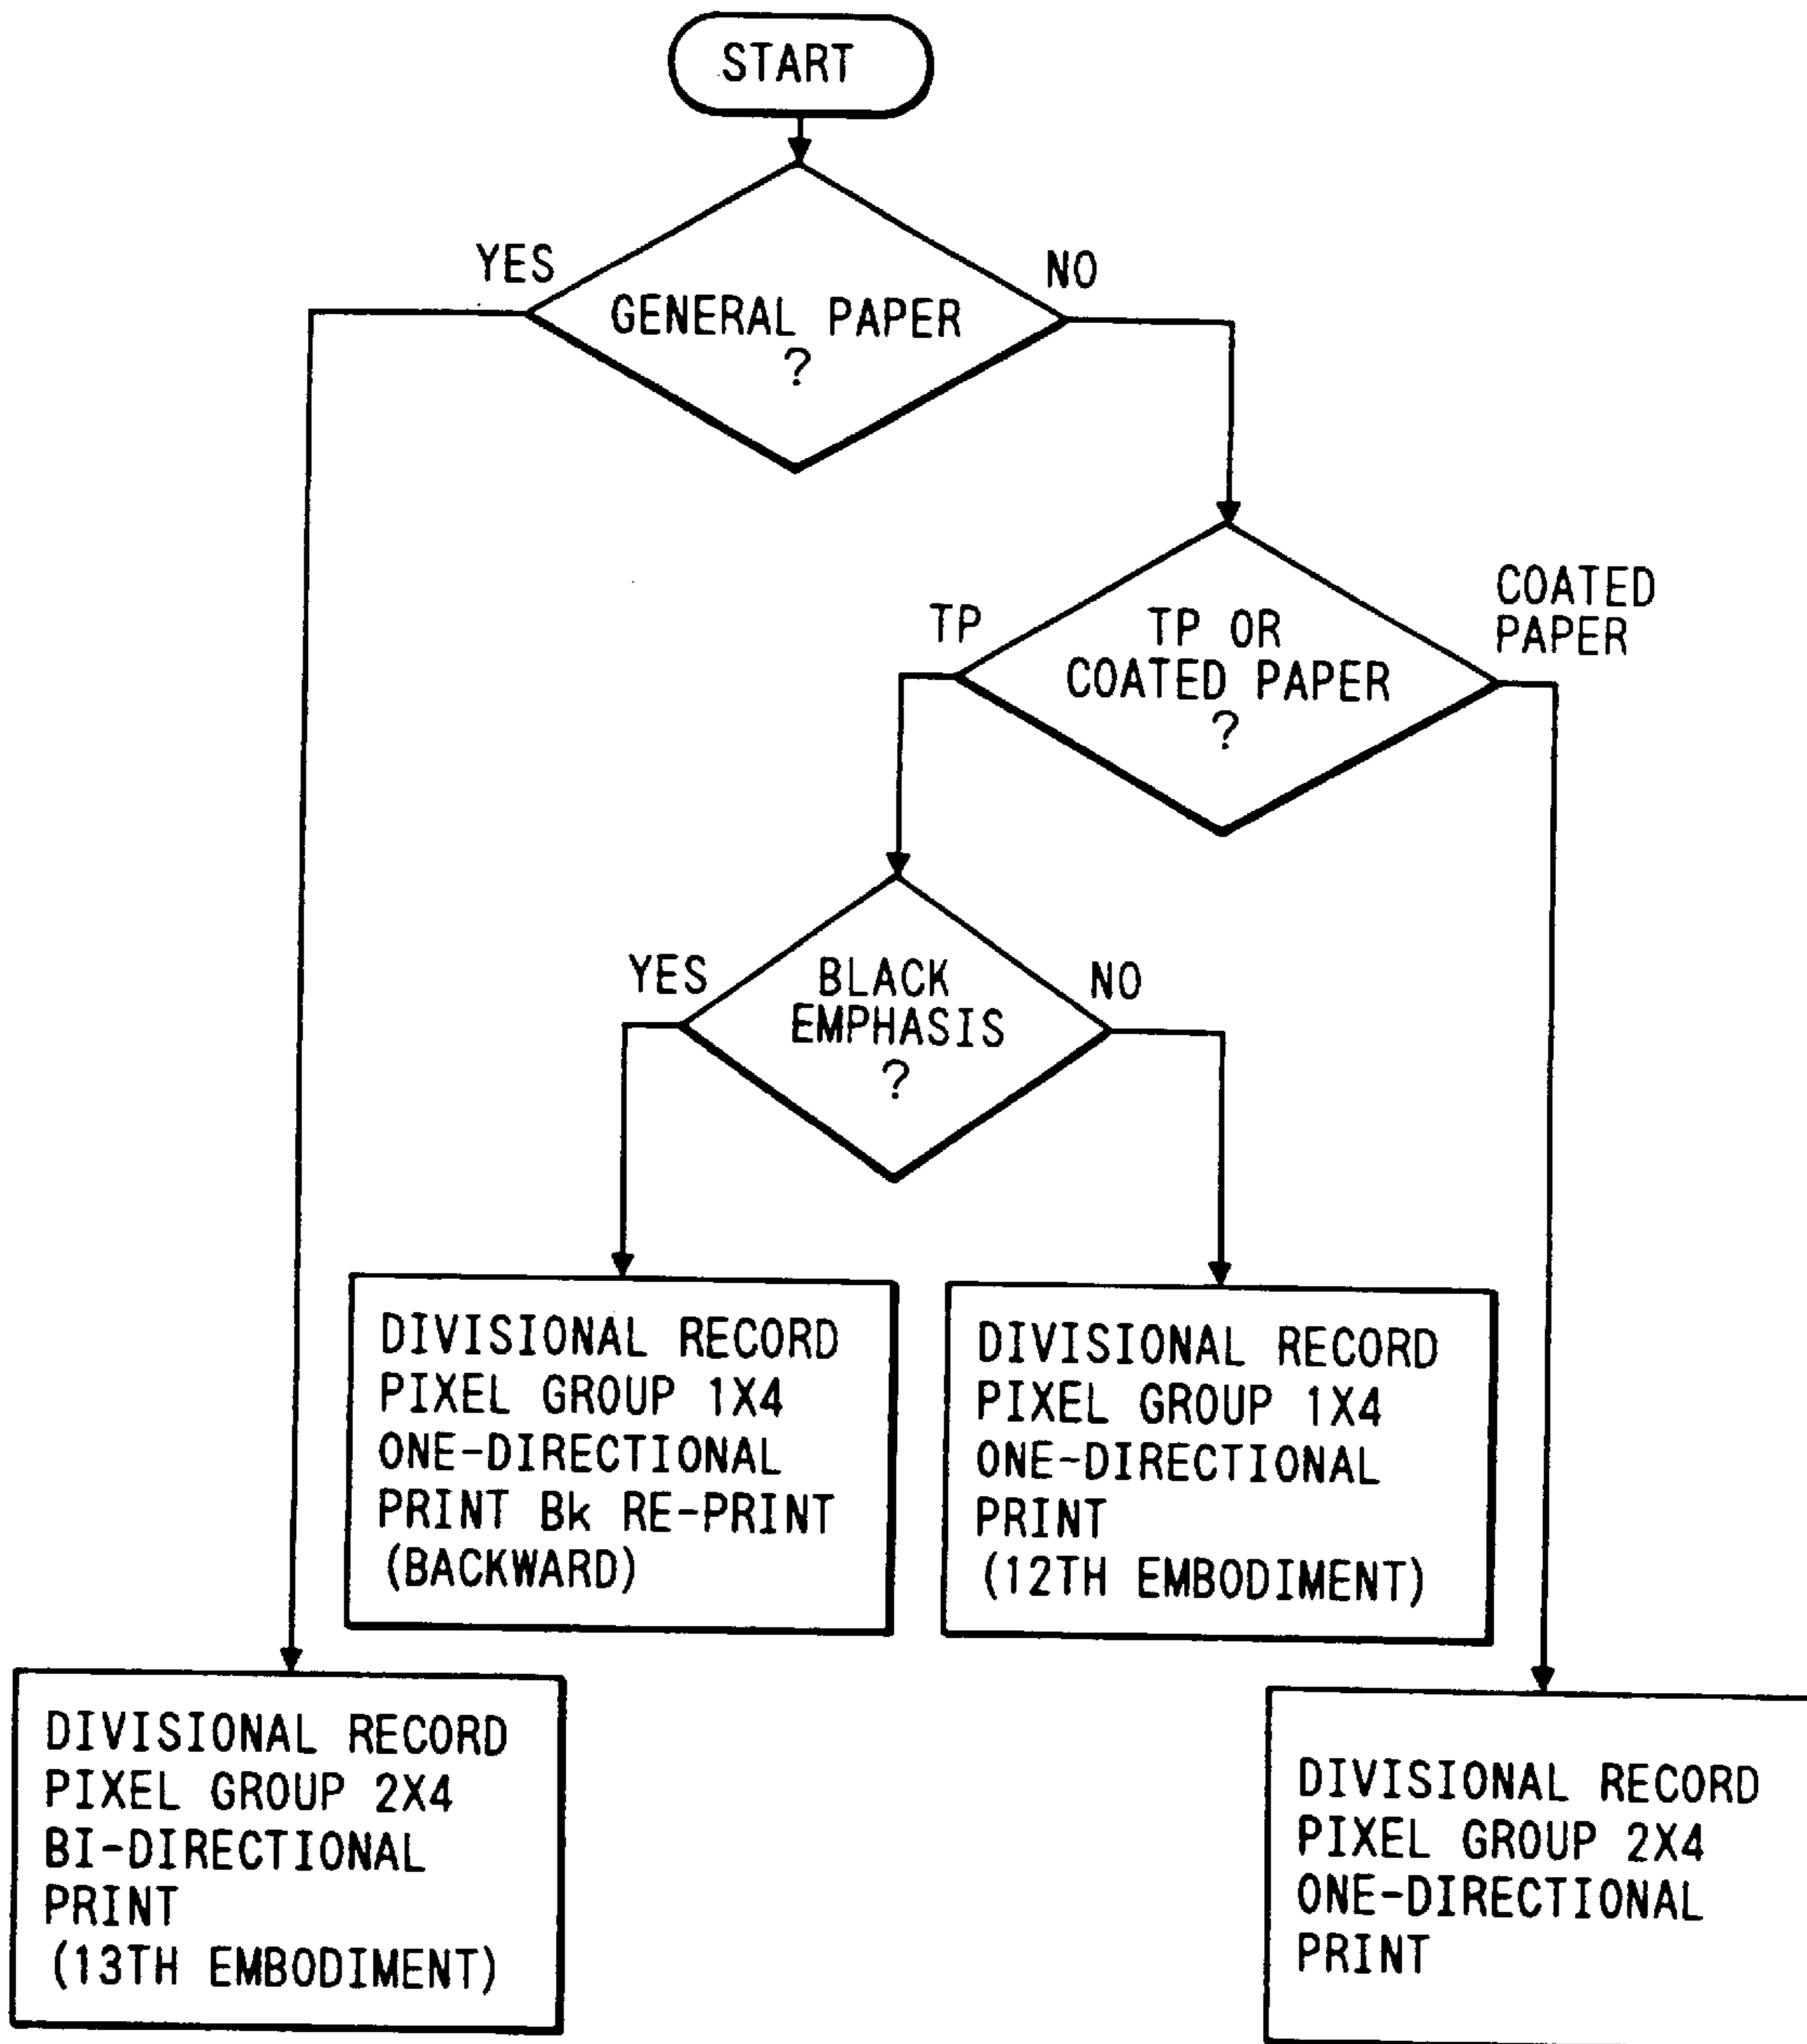 START
YES
NO
GENERAL PAPER
?
TP
TP OR
COATED PAPER
?
COATED
PAPER
YES
BLACK
EMPHASIS
?
NO
DIVISIONAL RECORD
PIXEL GROUP 1X4
ONE-DIRECTIONAL
PRINT Bk RE-PRINT
(BACKWARD)
DIVISIONAL RECORD
PIXEL GROUP 1X4
ONE-DIRECTIONAL
PRINT
(12TH EMBODIMENT)
DIVISIONAL RECORD
PIXEL GROUP 2X4
BI-DIRECTIONAL
PRINT
(13TH EMBODIMENT)
DIVISIONAL RECORD
PIXEL GROUP 2X4
ONE-DIRECTIONAL
PRINT